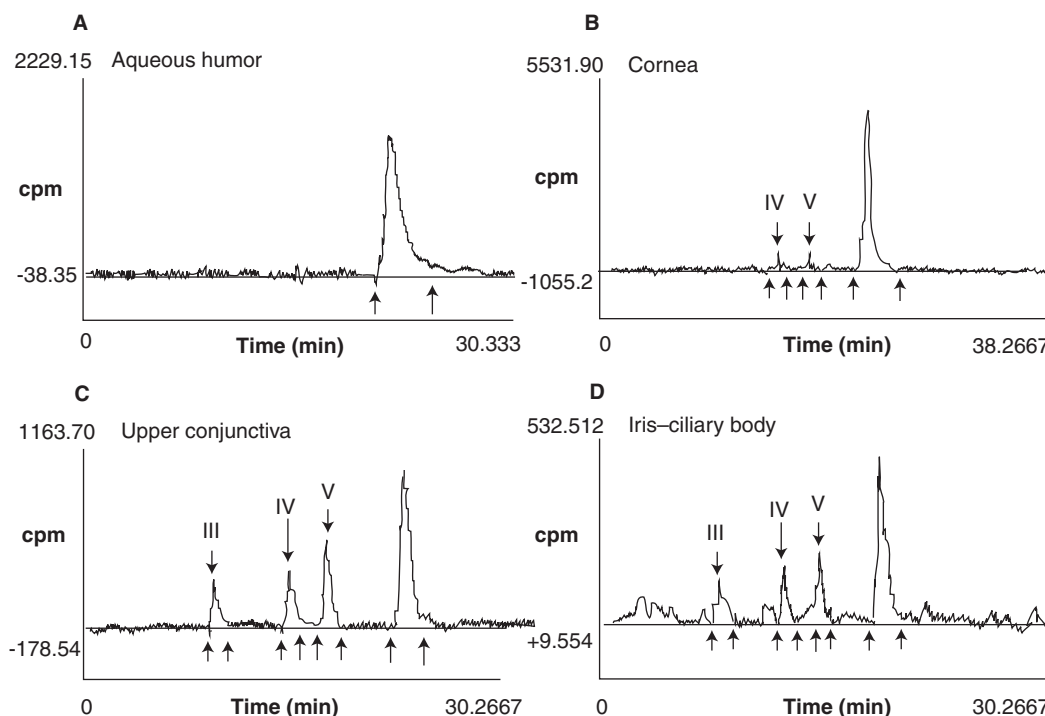 A
2229.15 Aqueous humor
cpm
-38.35
0 Time (min) 30.333
B
5531.90 Cornea
cpm
IV V
-1055.2
0 Time (min) 38.2667
C
1163.70 Upper conjunctiva
V
IV
III
cpm
-178.54
0 Time (min) 30.2667
D
532.512 Iris–ciliary body
IV V
III
cpm
+9.554
0 Time (min) 30.2667